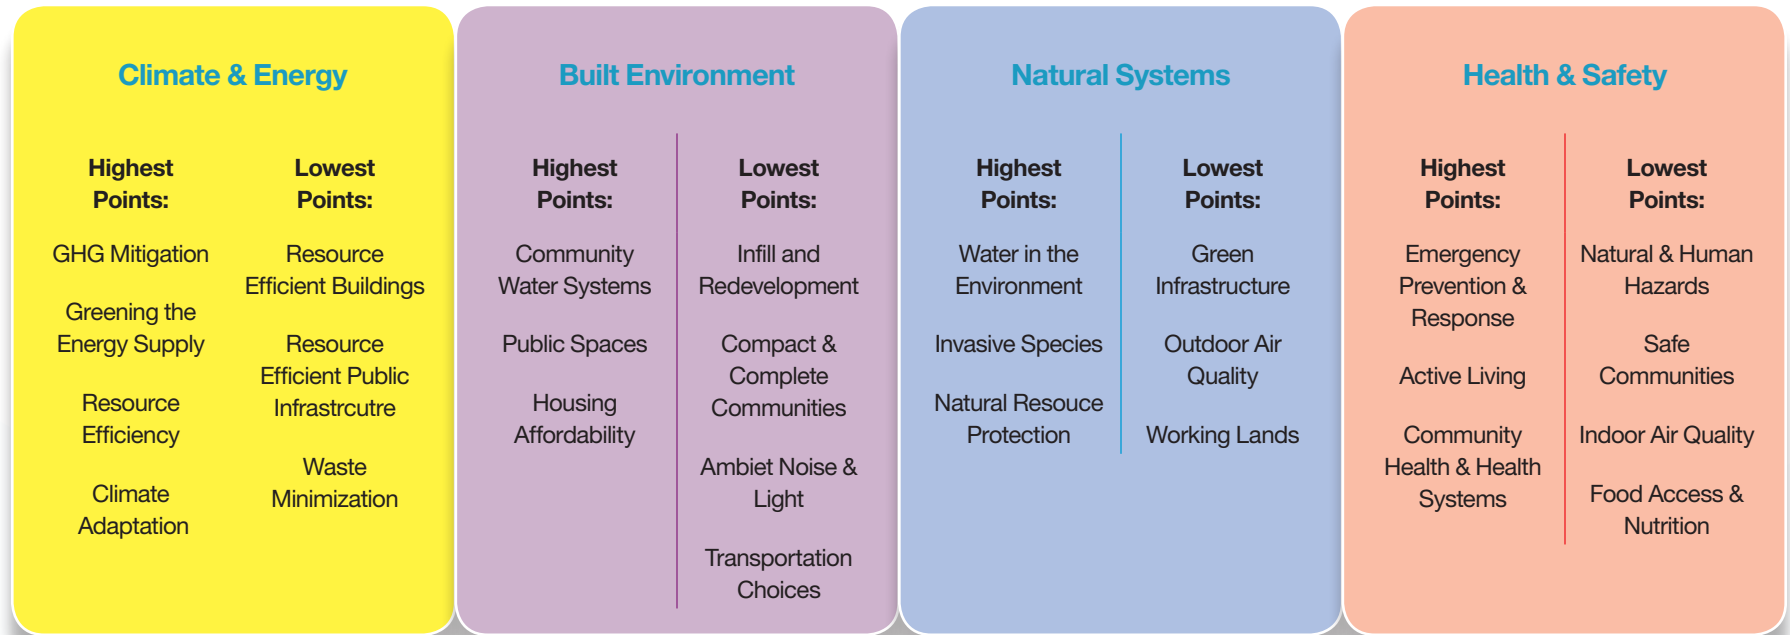 Climate & Energy
Highest
Points:
GHG Mitigation
Greening the
Energy Supply
Resource
Efficiency
Climate
Adaptation
Lowest
Points:
Resource
Efficient Buildings
Resource
Efficient Public
Infrastrcutre
Waste
Minimization
Built Environment
Highest
Points:
Community
Water Systems
Public Spaces
Housing
Affordability
Lowest
Points:
Infill and
Redevelopment
Compact &
Complete
Communities
Ambiet Noise &
Light
Transportation
Choices
Natural Systems
Highest
Points:
Water in the
Environment
Invasive Species
Natural Resouce
Protection
Lowest
Points:
Green
Infrastructure
Outdoor Air
Quality
Working Lands
Health & Safety
Highest
Points:
Emergency
Prevention &
Response
Active Living
Community
Health & Health
Systems
Lowest
Points:
Natural & Human
Hazards
Safe
Communities
Indoor Air Quality
Food Access &
Nutrition